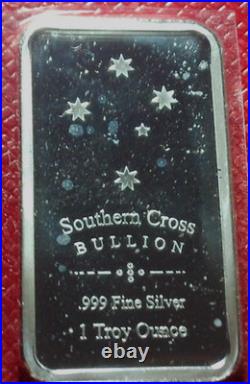 Southern Cross
BULLION
.999 Fine Silver
1 Troy Ounce